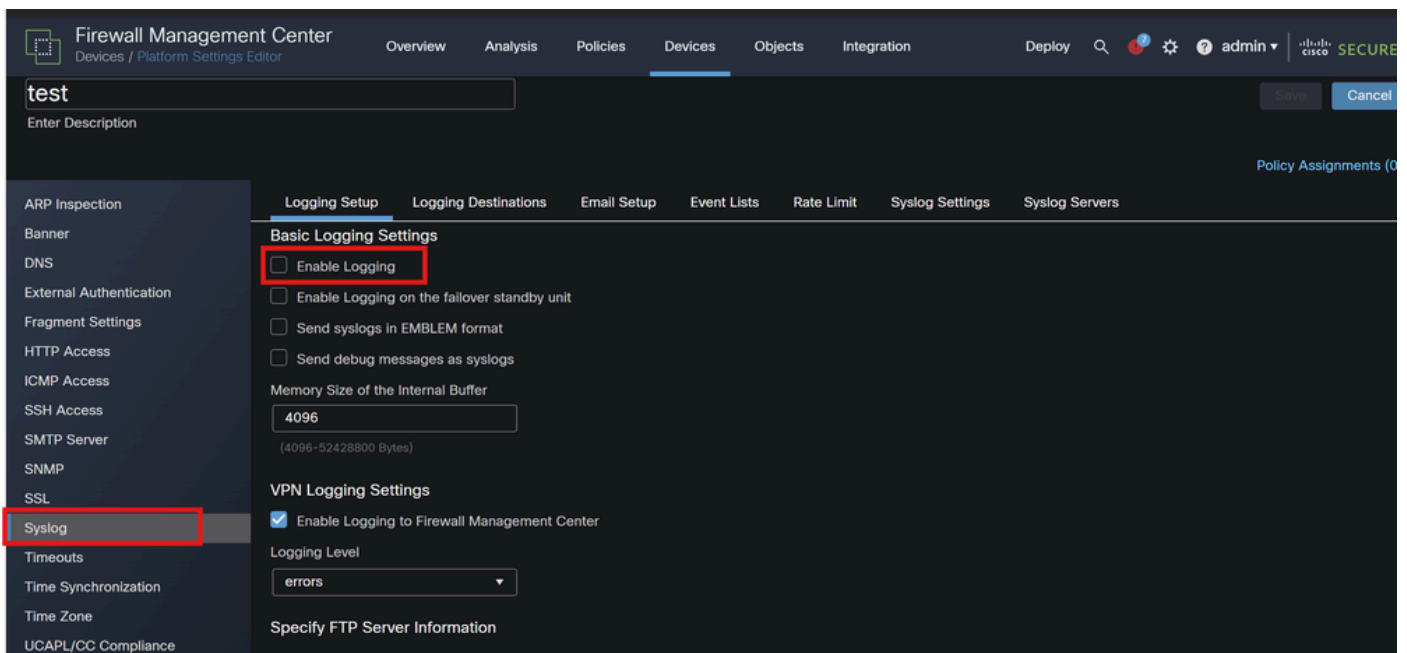 Firewall Management Center
Devices / Platform Settings Editor
Overview Analysis Policies Devices Objects Integration Deploy 7 ? admin cisco SECURE
test
Save Cancel
Enter Description
Policy Assignments (0
ARP Inspection
Banner
DNS
External Authentication
Fragment Settings
HTTP Access
ICMP Access
SSH Access
SMTP Server
SNMP
SSL
Syslog
Timeouts
Time Synchronization
Time Zone
UCAPL/CC Compliance
Logging Setup Logging Destinations Email Setup Event Lists Rate Limit Syslog Settings Syslog Servers
Basic Logging Settings
Enable Logging
Enable Logging on the failover standby unit
Send syslogs in EMBLEM format
Send debug messages as syslogs
Memory Size of the Internal Buffer
4096
(4096-52428800 Bytes)
VPN Logging Settings
Enable Logging to Firewall Management Center
Logging Level
errors
Specify FTP Server Information